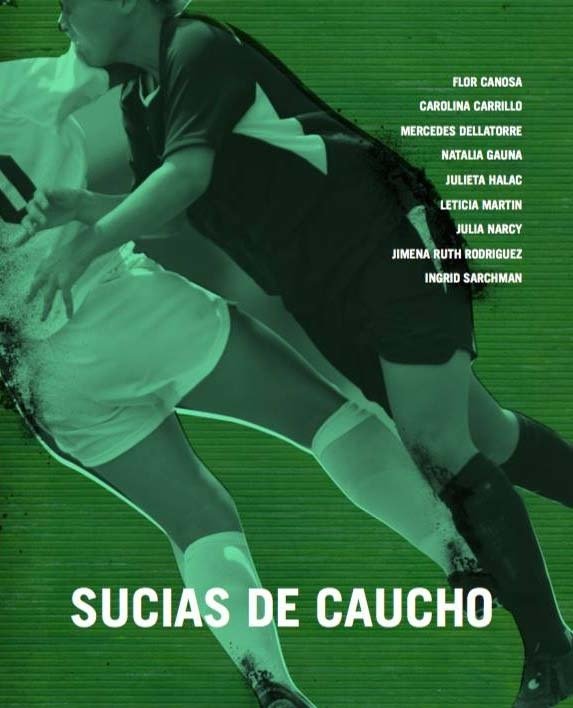 FLOR CANOSA
CAROLINA CARRILLO
MERCEDES DELLATORRE
NATALIA GAUNA
JULIETA HALAC
LETICIA MARTIN
JULIA NARCY
JIMENA RUTH RODRIGUEZ
INGRID SARCHMAN
SUCIAS DE CAUCHO